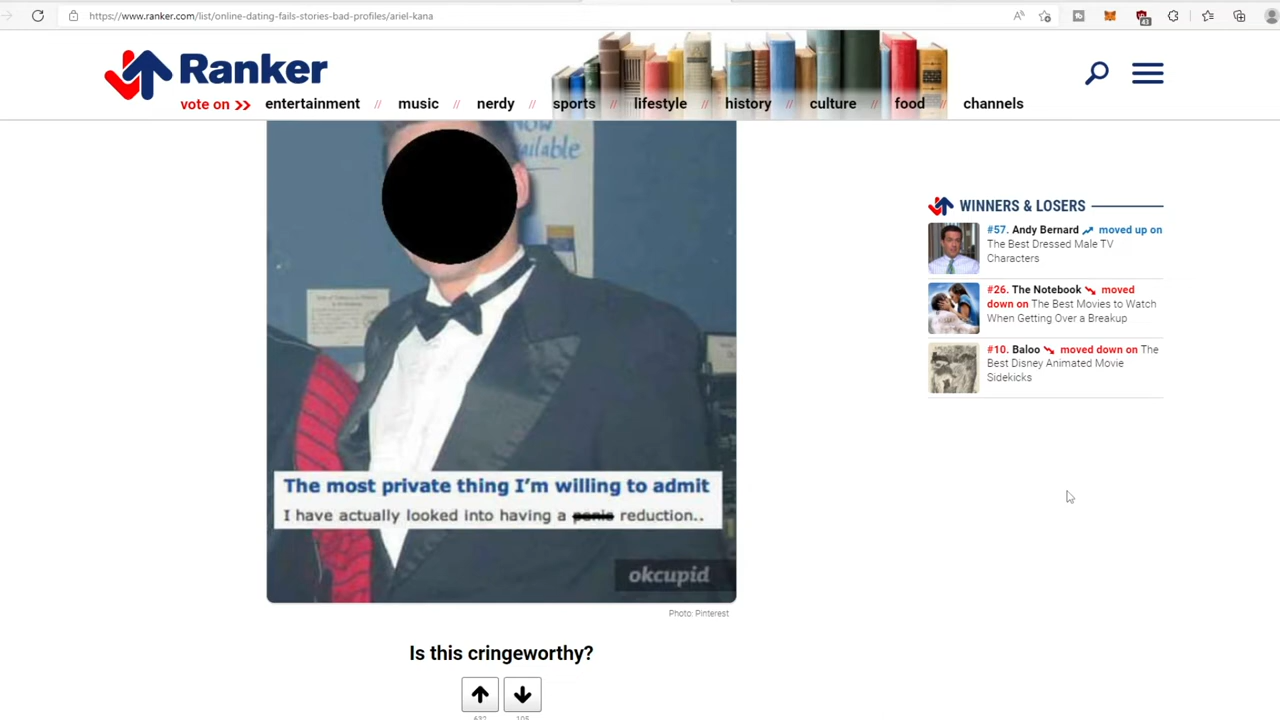 https://www.ranker.com/list/online-dating-fails-stories-bad-profiles/ariel-kana
Ranker
vote on >> entertainment // music // nerdy // sports // lifestyle // history // culture // food // channels
NOW
available
The most private thing I'm willing to admit
I have actually looked into having a reduction..
okcupid
Photo: Pinterest
Is this cringeworthy?
632 105
WINNERS & LOSERS
#57. Andy Bernard moved up on
The Best Dressed Male TV
Characters
#26. The Notebook moved
down on The Best Movies to Watch
When Getting Over a Breakup
#10. Baloo moved down on The
Best Disney Animated Movie
Sidekicks